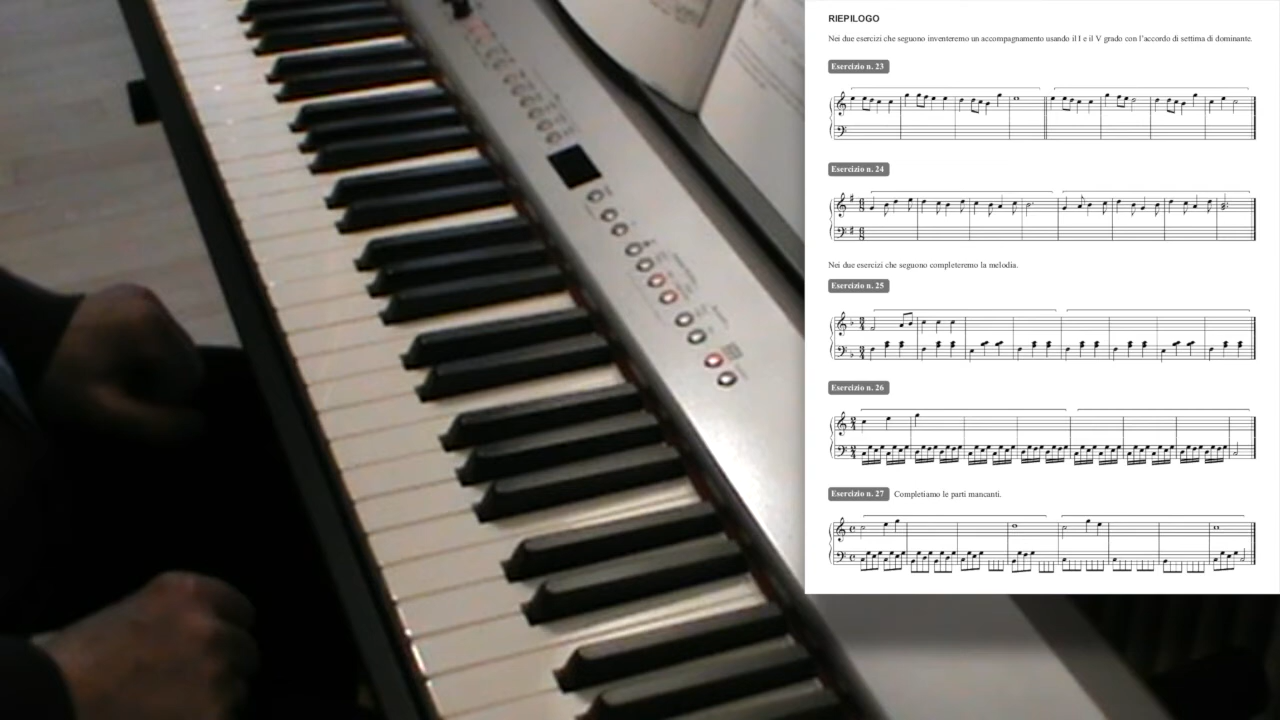 RIEPILOGO
Nei due esercizi che seguono inventeremo un accompagnamento usando il I e il V grado con l'accordo di settima di dominante.
Esercizio n. 23
Esercizio n. 24
Nei due esercizi che seguono completeremo la melodia.
Esercizio n. 25
Esercizio n. 26
Esercizio n. 27 Completiamo le parti mancanti.